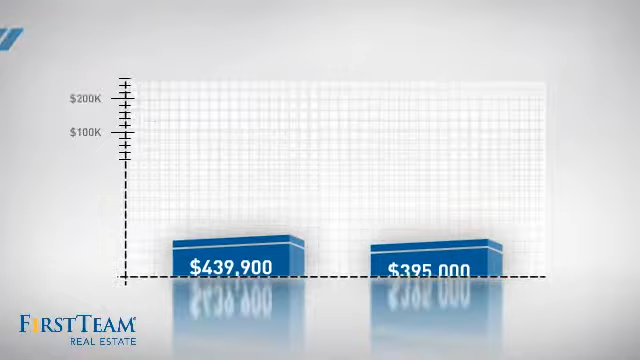 $200K
$100K
$439,900
$395,000
FIRSTTEAM®
REAL ESTATE